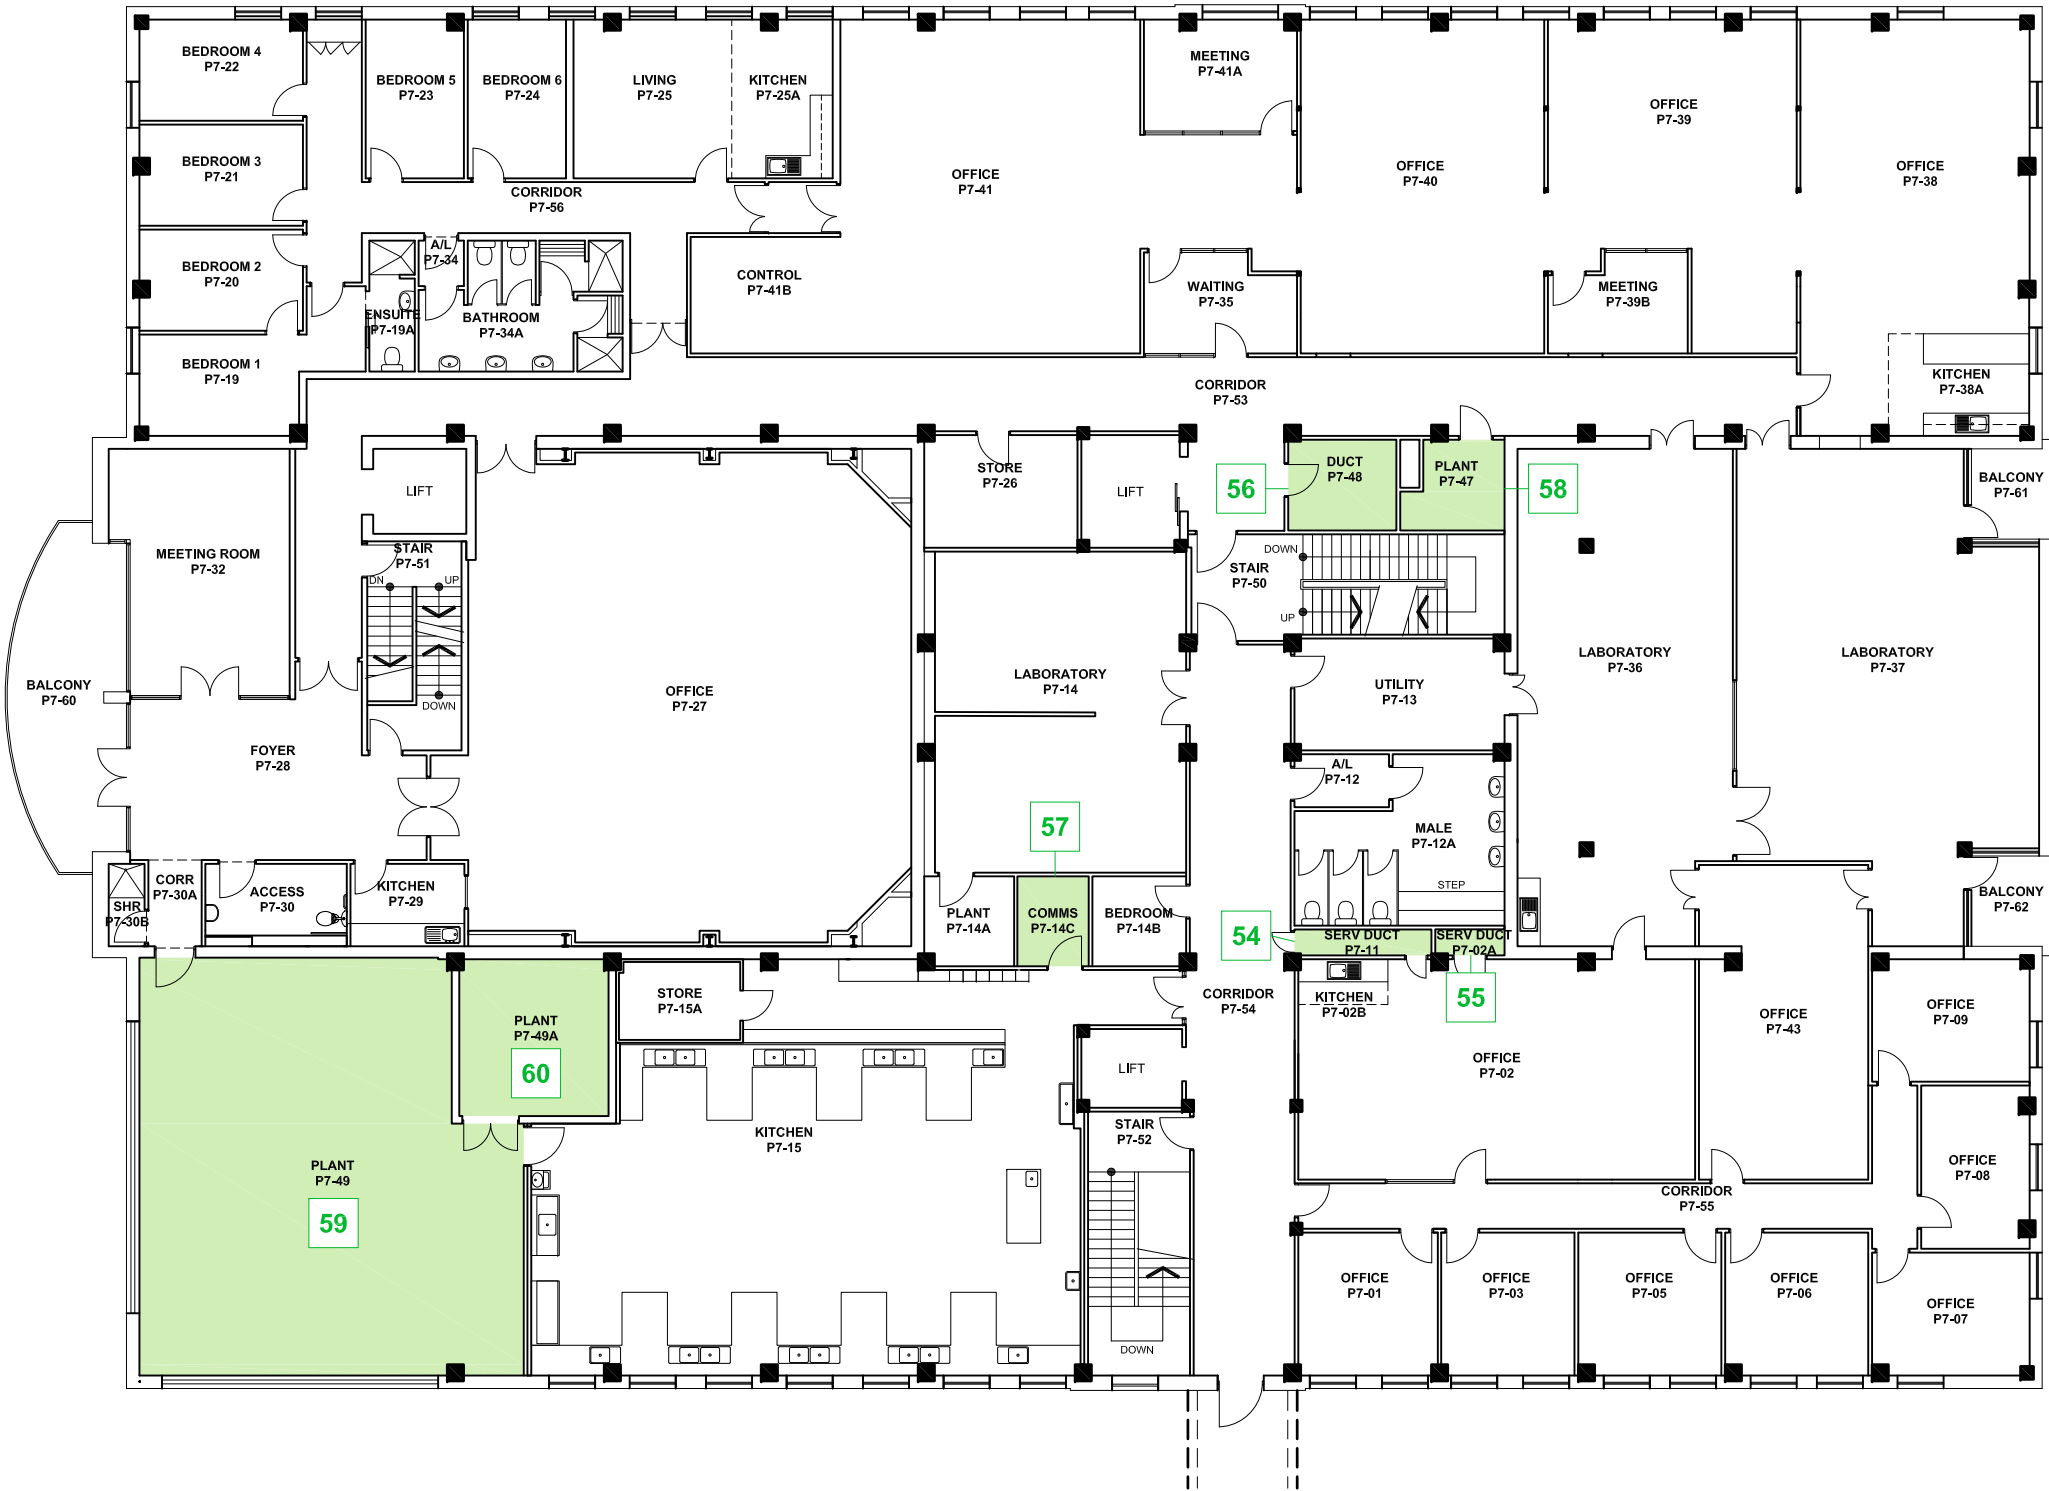 BEDROOM 4
P7-22
BEDROOM 5
P7-23
BEDROOM 6
P7-24
LIVING
P7-25
KITCHEN
P7-25A
MEETING
P7-41A
OFFICE
P7-39
BEDROOM 3
P7-21
OFFICE
P7-41
OFFICE
P7-40
OFFICE
P7-38
CORRIDOR
P7-56
A/L
P7-34
BEDROOM 2
P7-20
CONTROL
P7-41B
WAITING
P7-35
MEETING
P7-39B
ENSUITE
P7-19A
BATHROOM
P7-34A
BEDROOM 1
P7-19
CORRIDOR
P7-53
KITCHEN
P7-38A
LIFT
STORE
P7-26
LIFT
56
DUCT
P7-48
PLANT
P7-47
58
BALCONY
P7-61
MEETING ROOM
P7-32
STAIR
P7-51
DN
UP
DOWN
STAIR
P7-50
DOWN
UP
BALCONY
P7-60
OFFICE
P7-27
LABORATORY
P7-14
UTILITY
P7-13
LABORATORY
P7-36
LABORATORY
P7-37
FOYER
P7-28
A/L
P7-12
57
MALE
P7-12A
STEP
CORR
P7-30A
SHR
P7-30B
ACCESS
P7-30
KITCHEN
P7-29
PLANT
P7-14A
COMMS
P7-14C
BEDROOM
P7-14B
BALCONY
P7-62
54
SERV DUCT
P7-11
SERV DUCT
P7-02A
55
STORE
P7-15A
CORRIDOR
P7-54
KITCHEN
P7-02B
OFFICE
P7-43
OFFICE
P7-09
PLANT
P7-49A
60
LIFT
OFFICE
P7-02
KITCHEN
P7-15
STAIR
P7-52
DOWN
PLANT
P7-49
59
OFFICE
P7-08
CORRIDOR
P7-55
OFFICE
P7-01
OFFICE
P7-03
OFFICE
P7-05
OFFICE
P7-06
OFFICE
P7-07